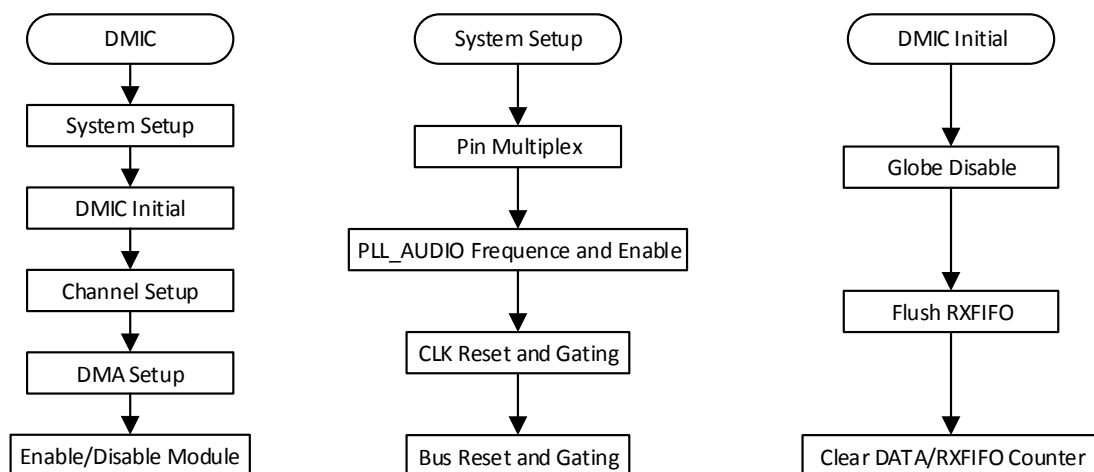 DMIC
System Setup
DMIC Initial
Channel Setup
DMA Setup
Enable/Disable Module
System Setup
Pin Multiplex
PLL_AUDIO Frequence and Enable
CLK Reset and Gating
Bus Reset and Gating
DMIC Initial
Globe Disable
Flush RXFIFO
Clear DATA/RXFIFO Counter